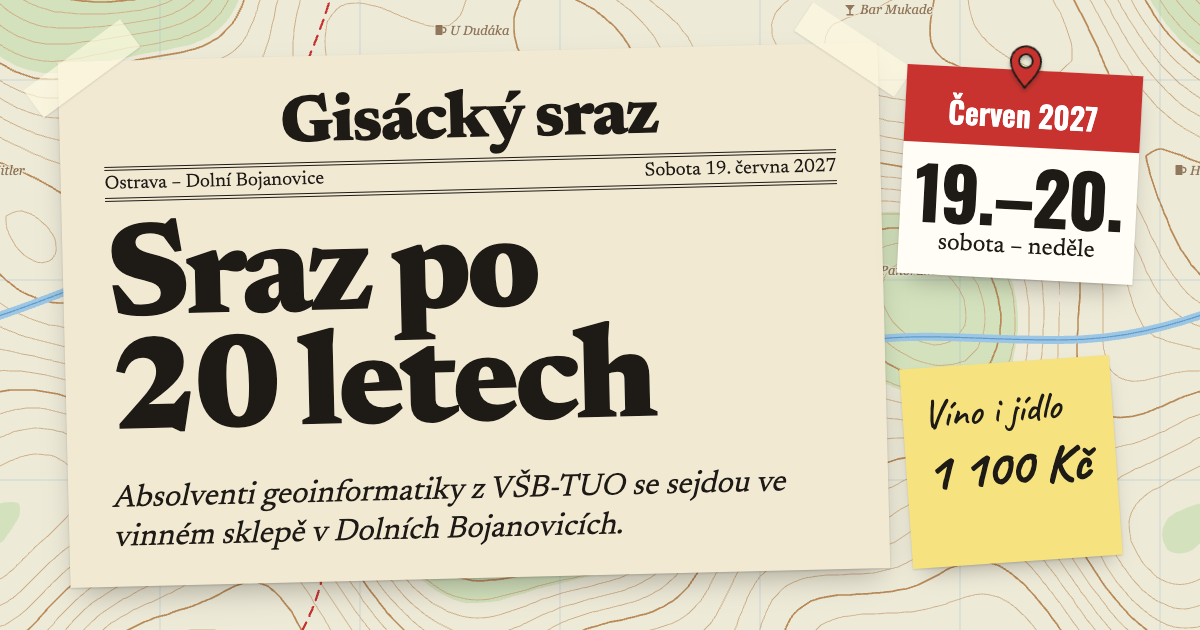 U Dudáka
Bar Mukade
Gisácký sraz
Ostrava – Dolní Bojanovice
Sobota 19. června 2027
Sraz po
20 letech
Absolventi geoinformatiky z VŠB-TUO se sejdou ve
vinném sklepě v Dolních Bojanovicích.
Červen 2027
19.–20.
sobota – neděle
Víno i jídlo
1 100 Kč